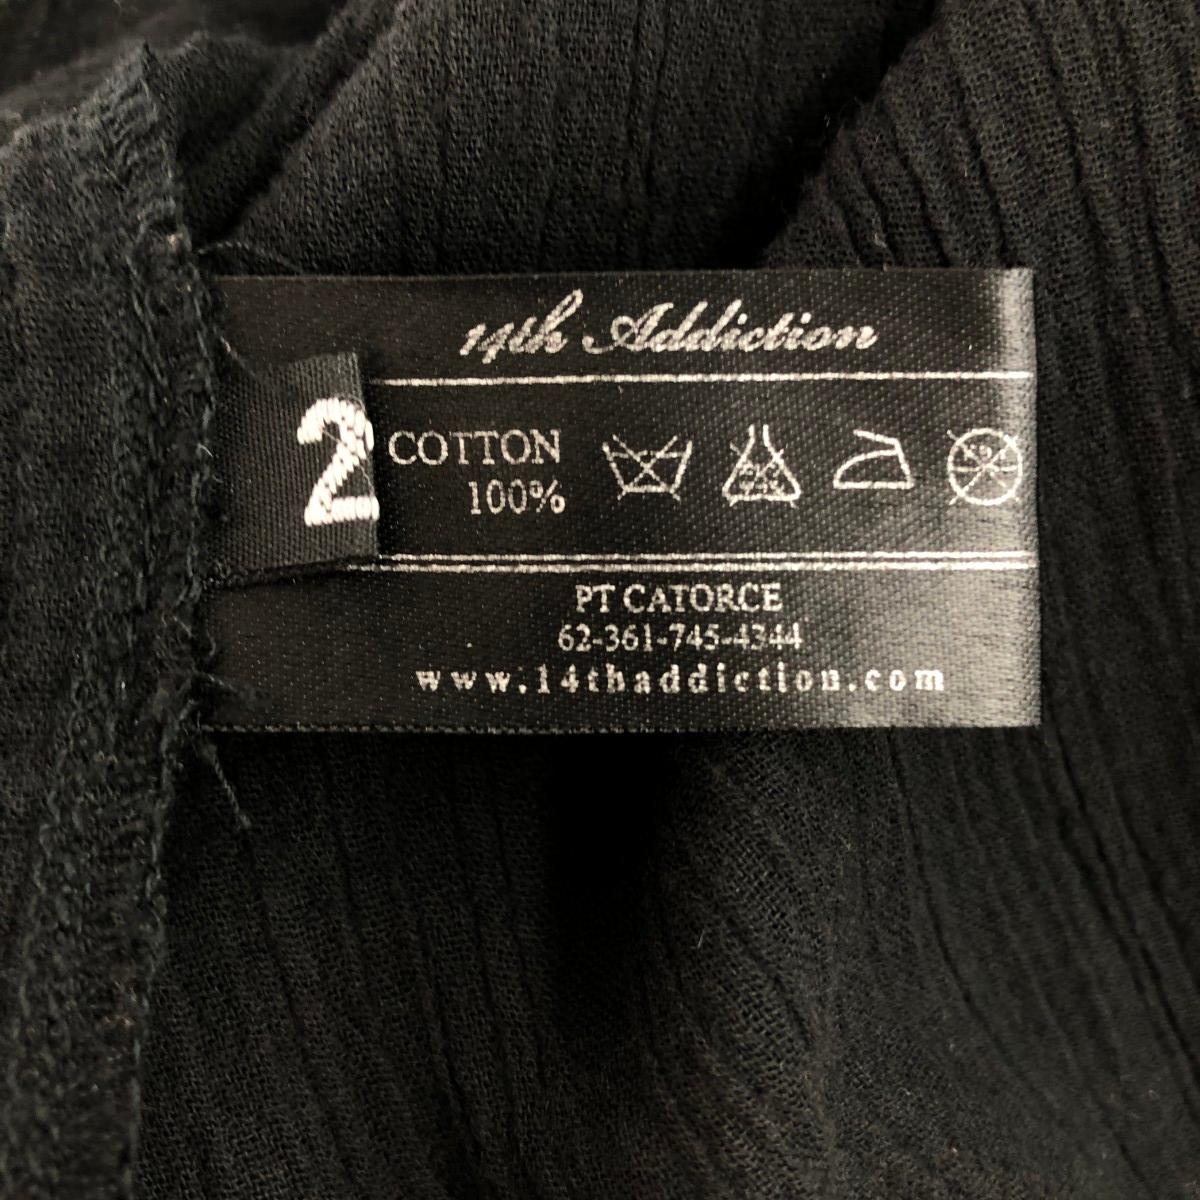 14th Addiction
2
COTTON
100%
PT CATORCE
62-361-745-4344
www.14thaddiction.com